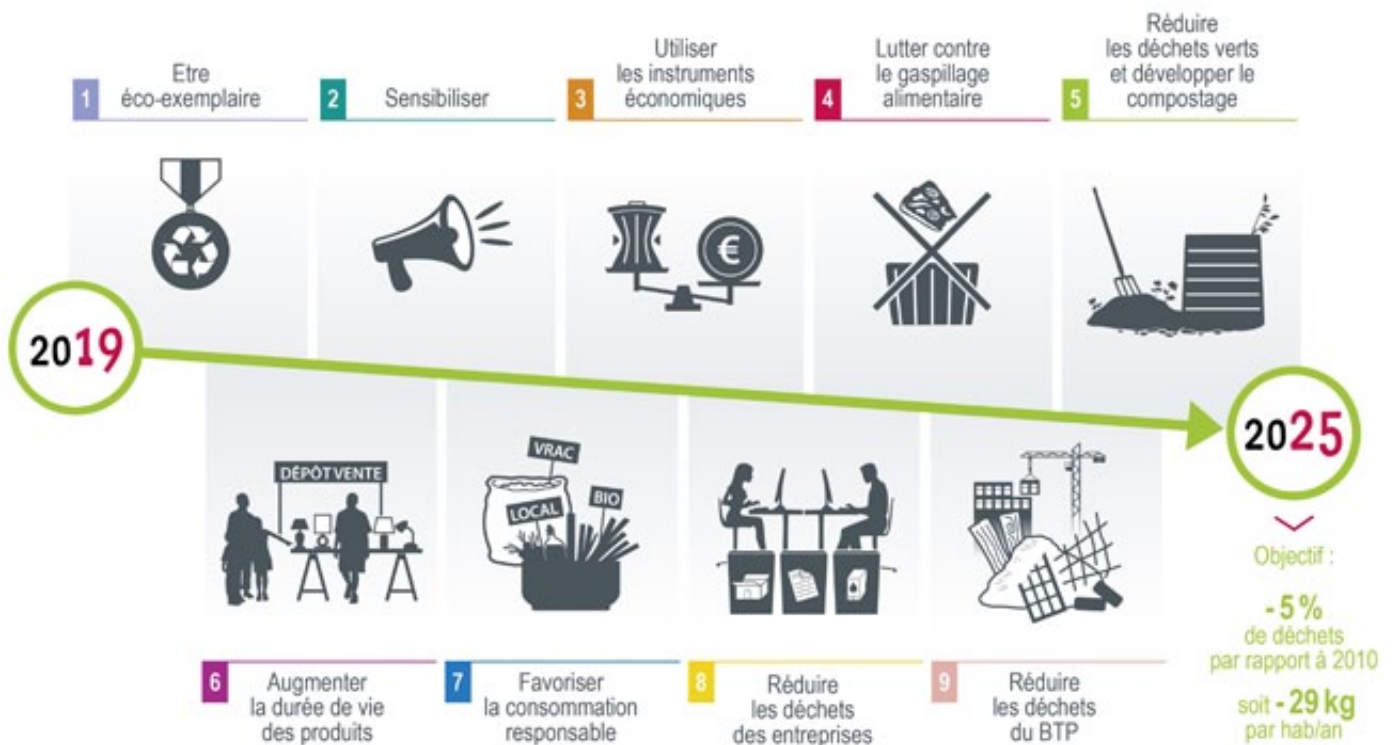 1
Etre
éco-exemplaire
2
Sensibiliser
3
Utiliser
les instruments
économiques
4
Lutter contre
le gaspillage
alimentaire
5
Réduire
les déchets verts
et développer le
compostage
€
2019
2025
DÉPÔT VENTE
VRAC
LOCAL
BIO
6
Augmenter
la durée de vie
des produits
7
Favoriser
la consommation
responsable
8
Réduire
les déchets
des entreprises
9
Réduire
les déchets
du BTP
Objectif :
- 5 %
de déchets
par rapport à 2010
soit - 29 kg
par hab/an